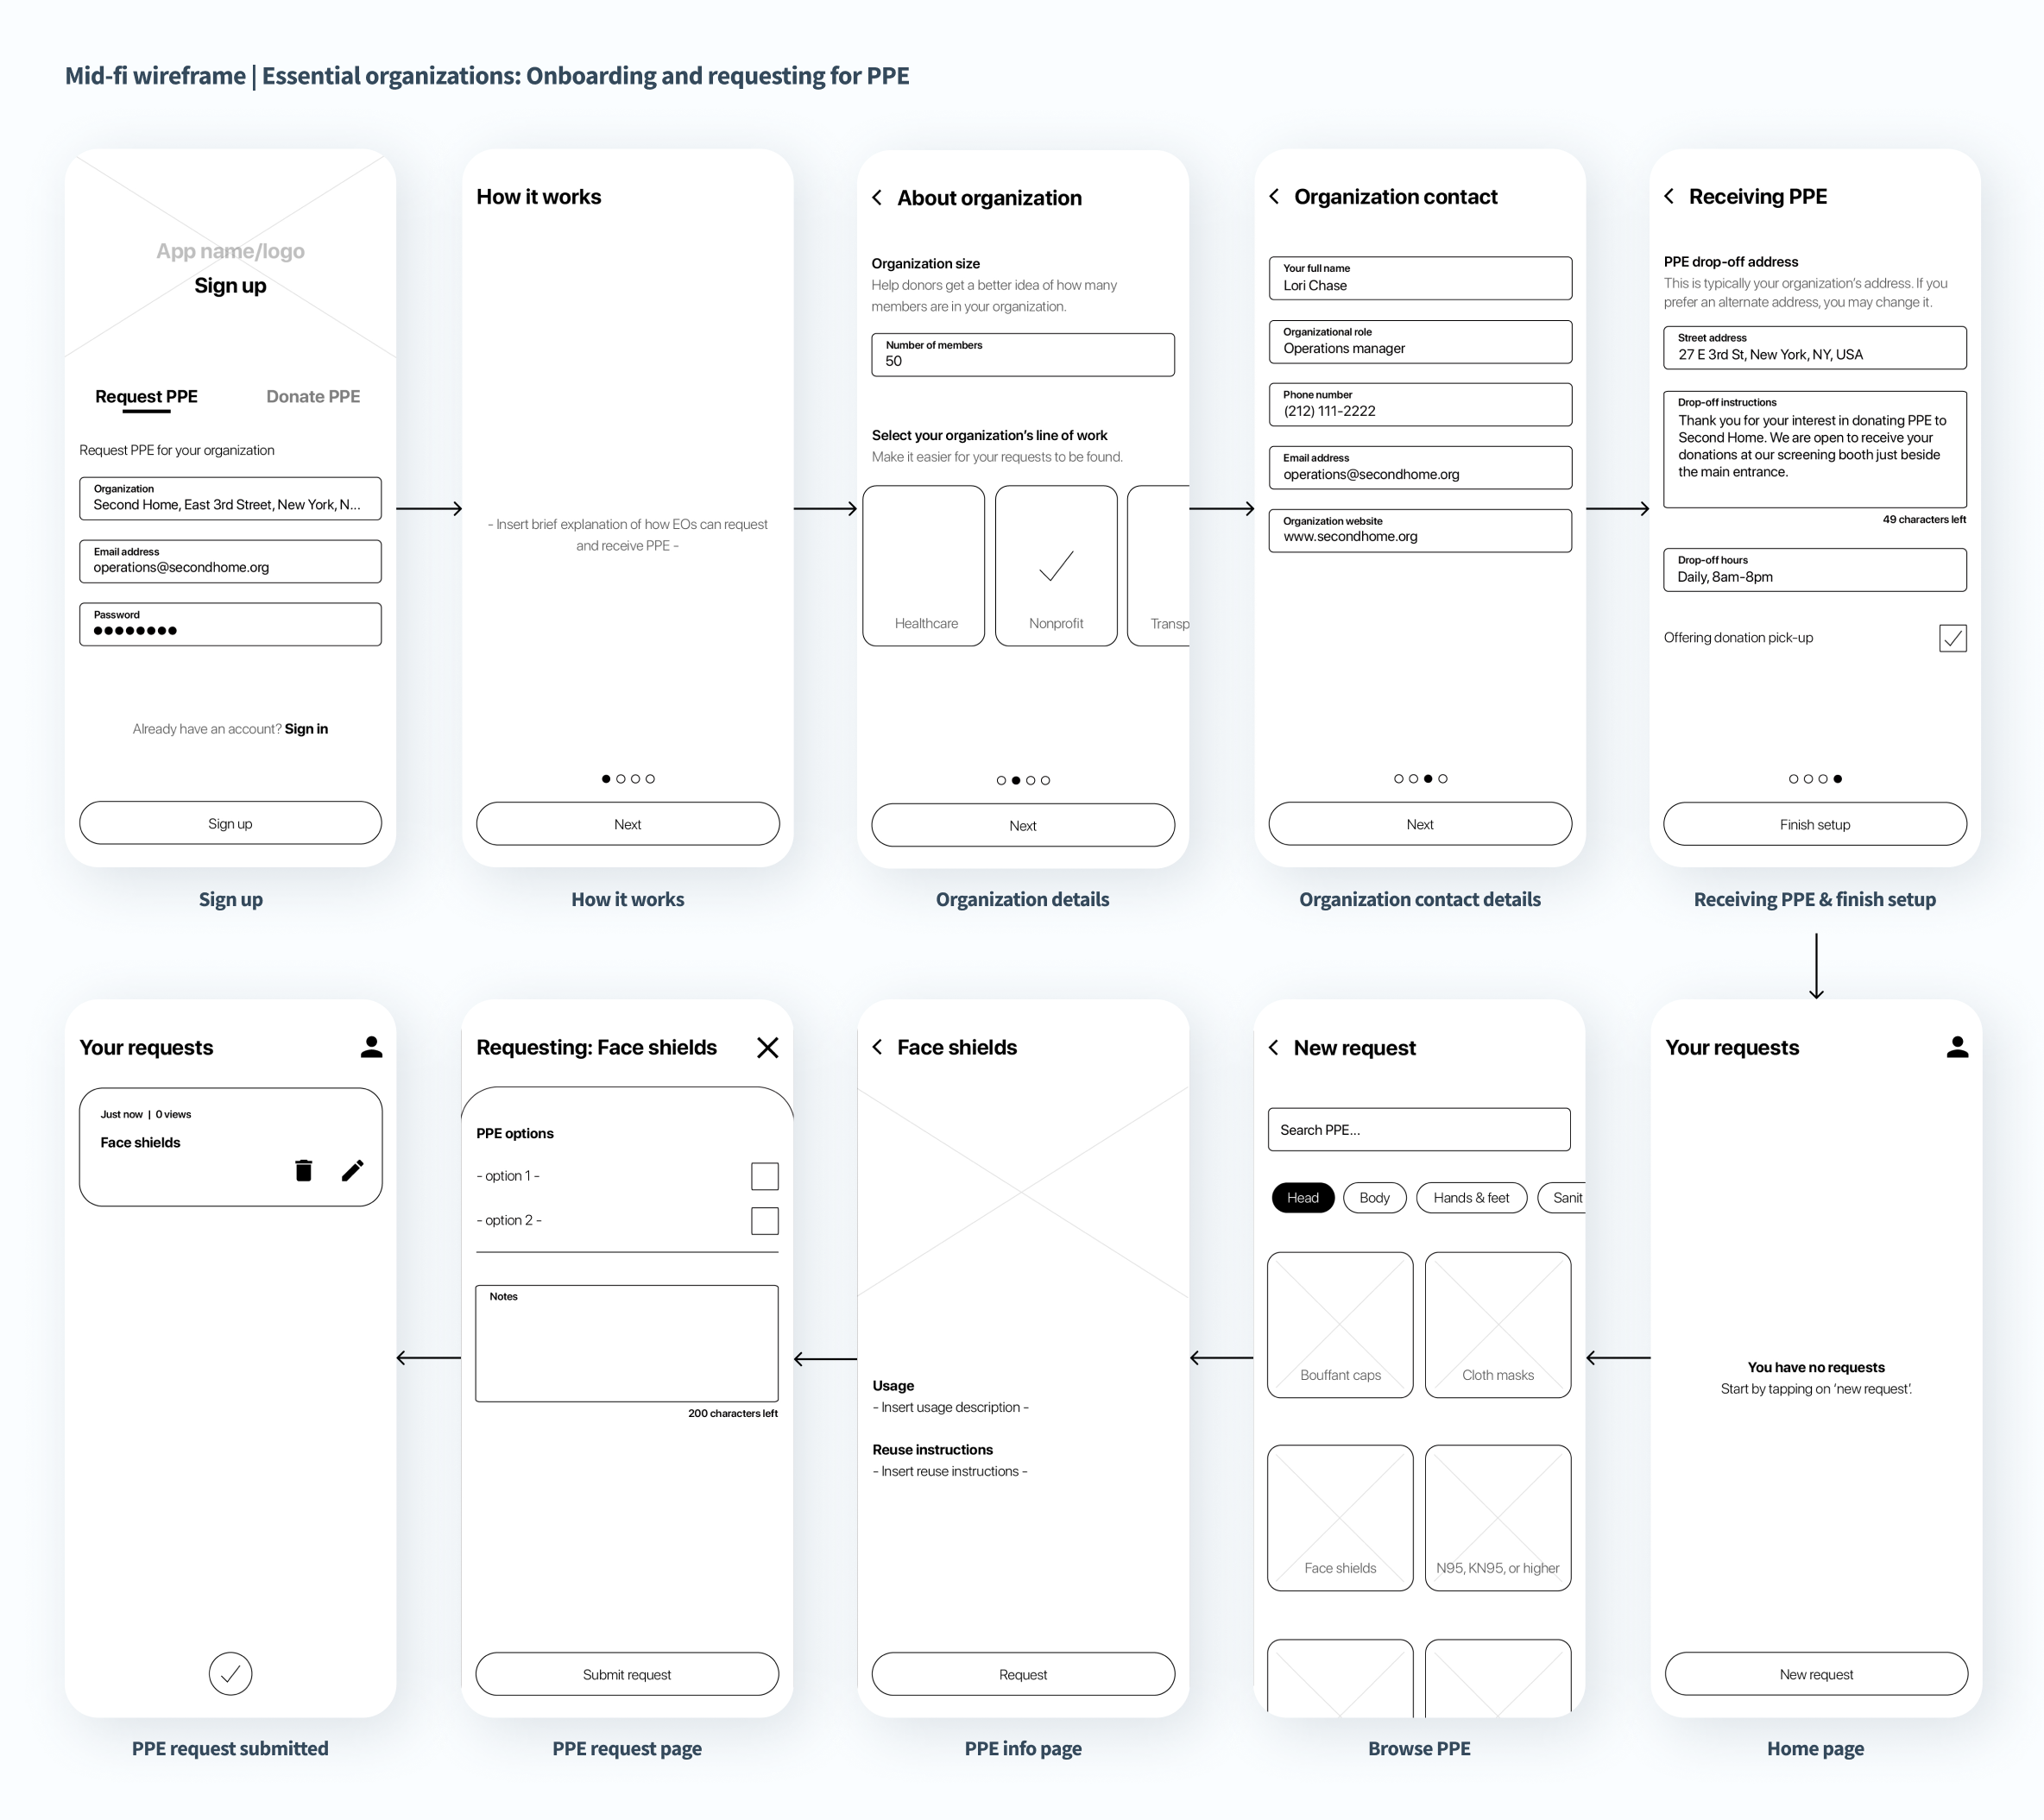 Mid-fi wireframe | Essential organizations: Onboarding and requesting for PPE
App name/logo
Sign up
Request PPE
Donate PPE
Request PPE for your organization
Organization
Second Home, East 3rd Street, New York, N...
Email address
operations@secondhome.org
Password
Already have an account? Sign in
Sign up
Sign up
How it works
- Insert brief explanation of how EOs can request
and receive PPE -
Next
How it works
About organization
Organization size
Help donors get a better idea of how many
members are in your organization.
Number of members
50
Select your organization's line of work
Make it easier for your requests to be found.
Healthcare
Nonprofit
Transp
Next
Organization details
Organization contact
Your full name
Lori Chase
Organizational role
Operations manager
Phone number
(212) 111-2222
Email address
operations@secondhome.org
Organization website
www.secondhome.org
Next
Organization contact details
Receiving PPE
PPE drop-off address
This is typically your organization's address. If you
prefer an alternate address, you may change it.
Street address
27 E 3rd St, New York, NY, USA
Drop-off instructions
Thank you for your interest in donating PPE to
Second Home. We are open to receive your
donations at our screening booth just beside
the main entrance.
49 characters left
Drop-off hours
Daily, 8am-8pm
Offering donation pick-up
Finish setup
Receiving PPE & finish setup
Your requests
Just now | 0 views
Face shields
PPE request submitted
Requesting: Face shields
PPE options
- option 1 -
- option 2 -
Notes
200 characters left
Submit request
PPE request page
Face shields
Usage
- Insert usage description -
Reuse instructions
- Insert reuse instructions -
Request
PPE info page
New request
Search PPE...
Head
Body
Hands & feet
Sanit
Bouffant caps
Cloth masks
Face shields
N95, KN95, or higher
Browse PPE
Your requests
You have no requests
Start by tapping on 'new request'.
New request
Home page